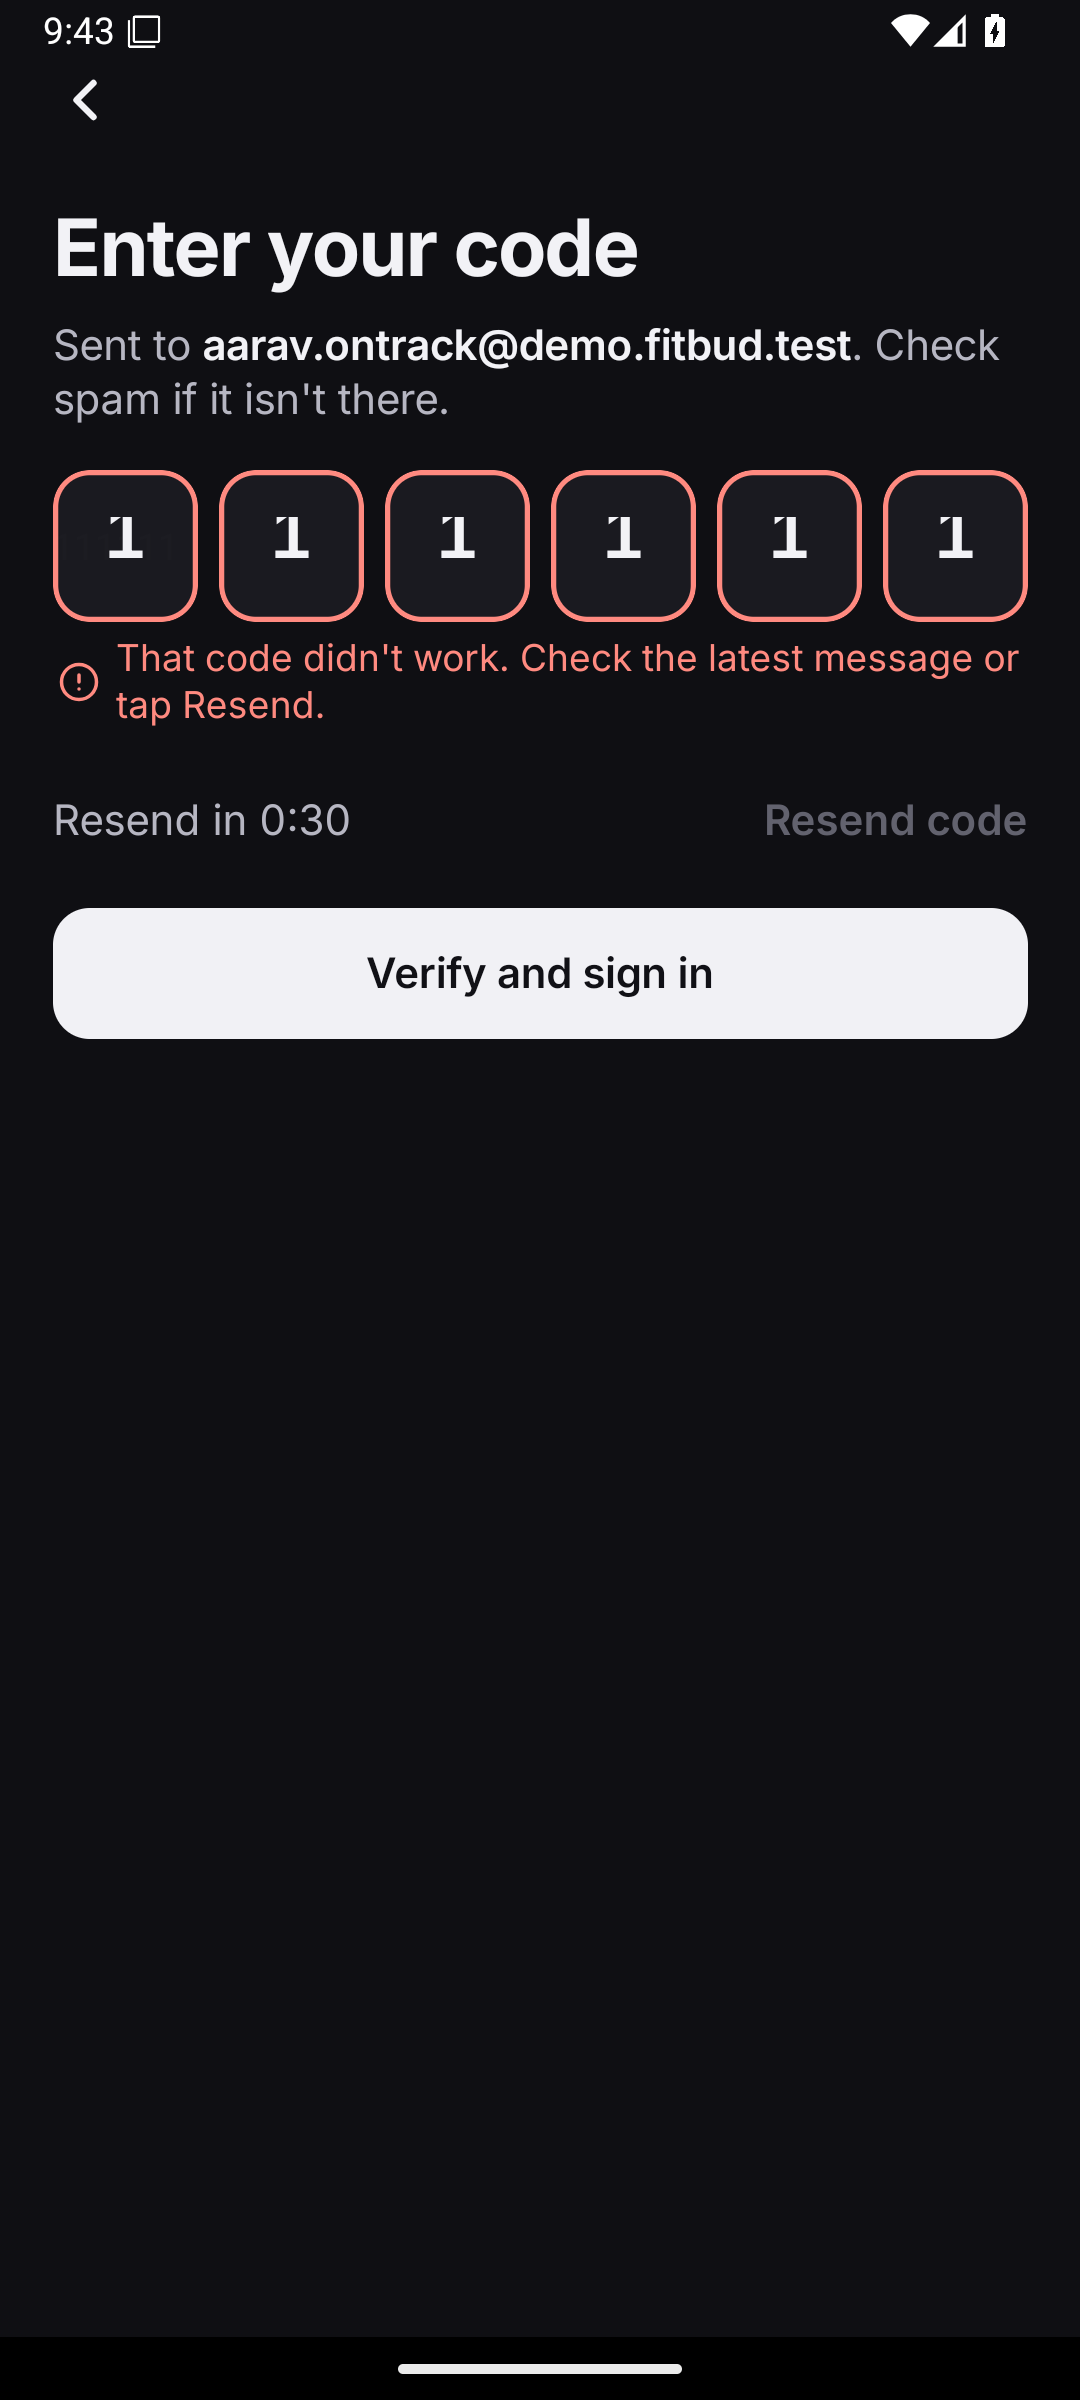 9:43
Enter your code
Sent to aarav.ontrack@demo.fitbud.test. Check
spam if it isn't there.
1 1 1 1 1 1
That code didn't work. Check the latest message or
tap Resend.
Resend in 0:30 Resend code
Verify and sign in